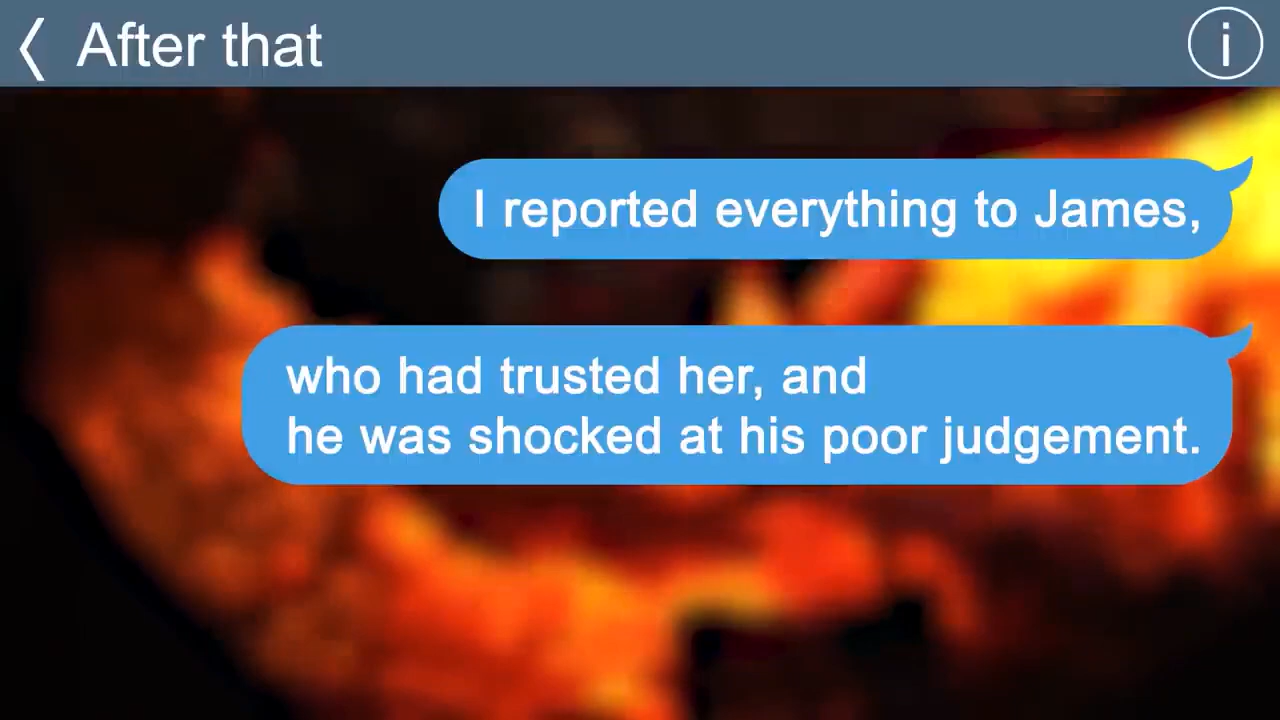 After that
I reported everything to James,
who had trusted her, and
he was shocked at his poor judgement.